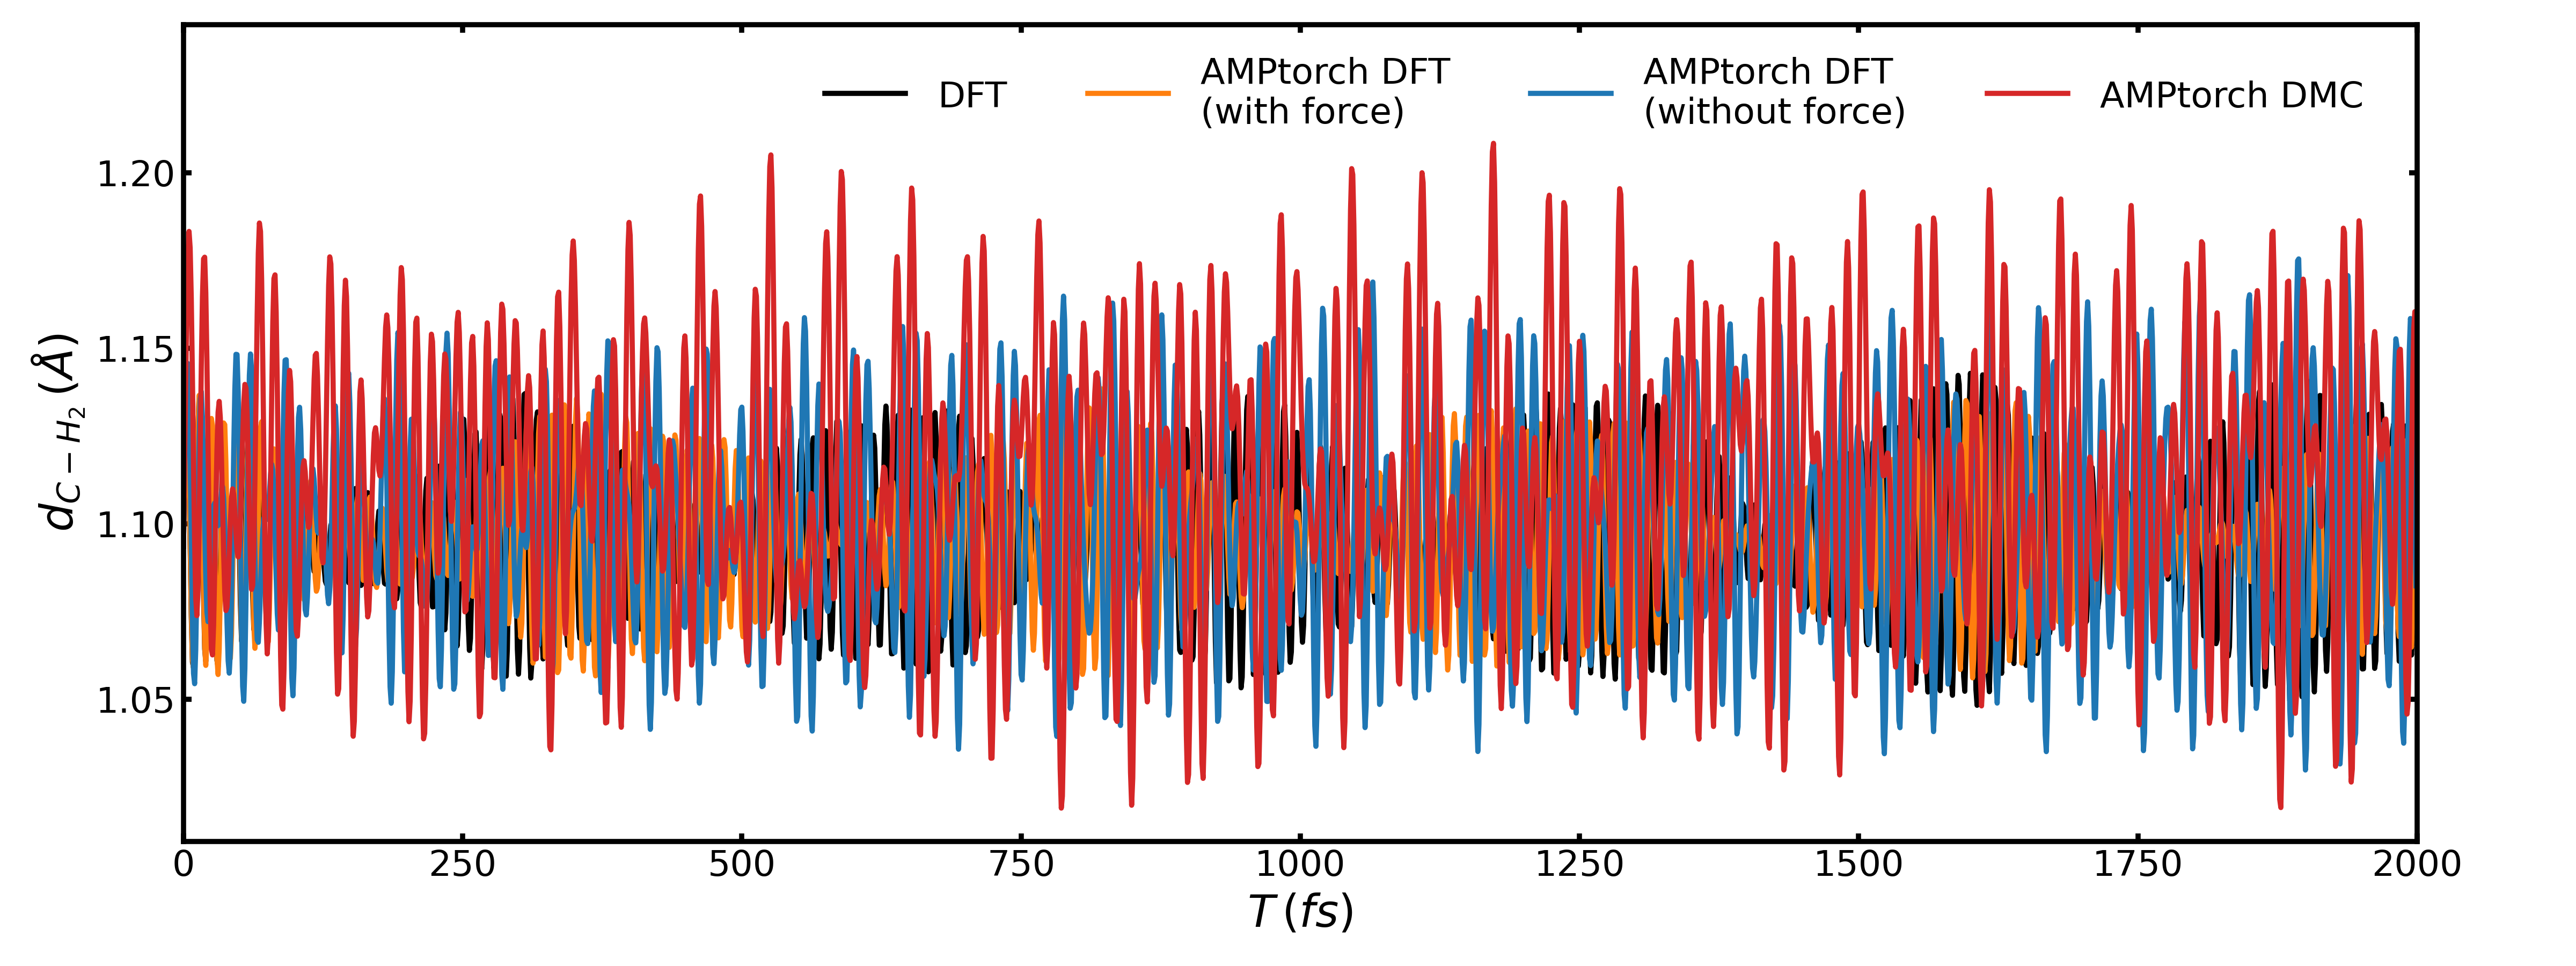 DFT
AMPtorch DFT
(with force)
AMPtorch DFT
(without force)
AMPtorch DMC
1.20
1.15
1.10
1.05
d_{C-H_2} (Å)
0 250 500 750 1000 1250 1500 1750 2000
T (fs)